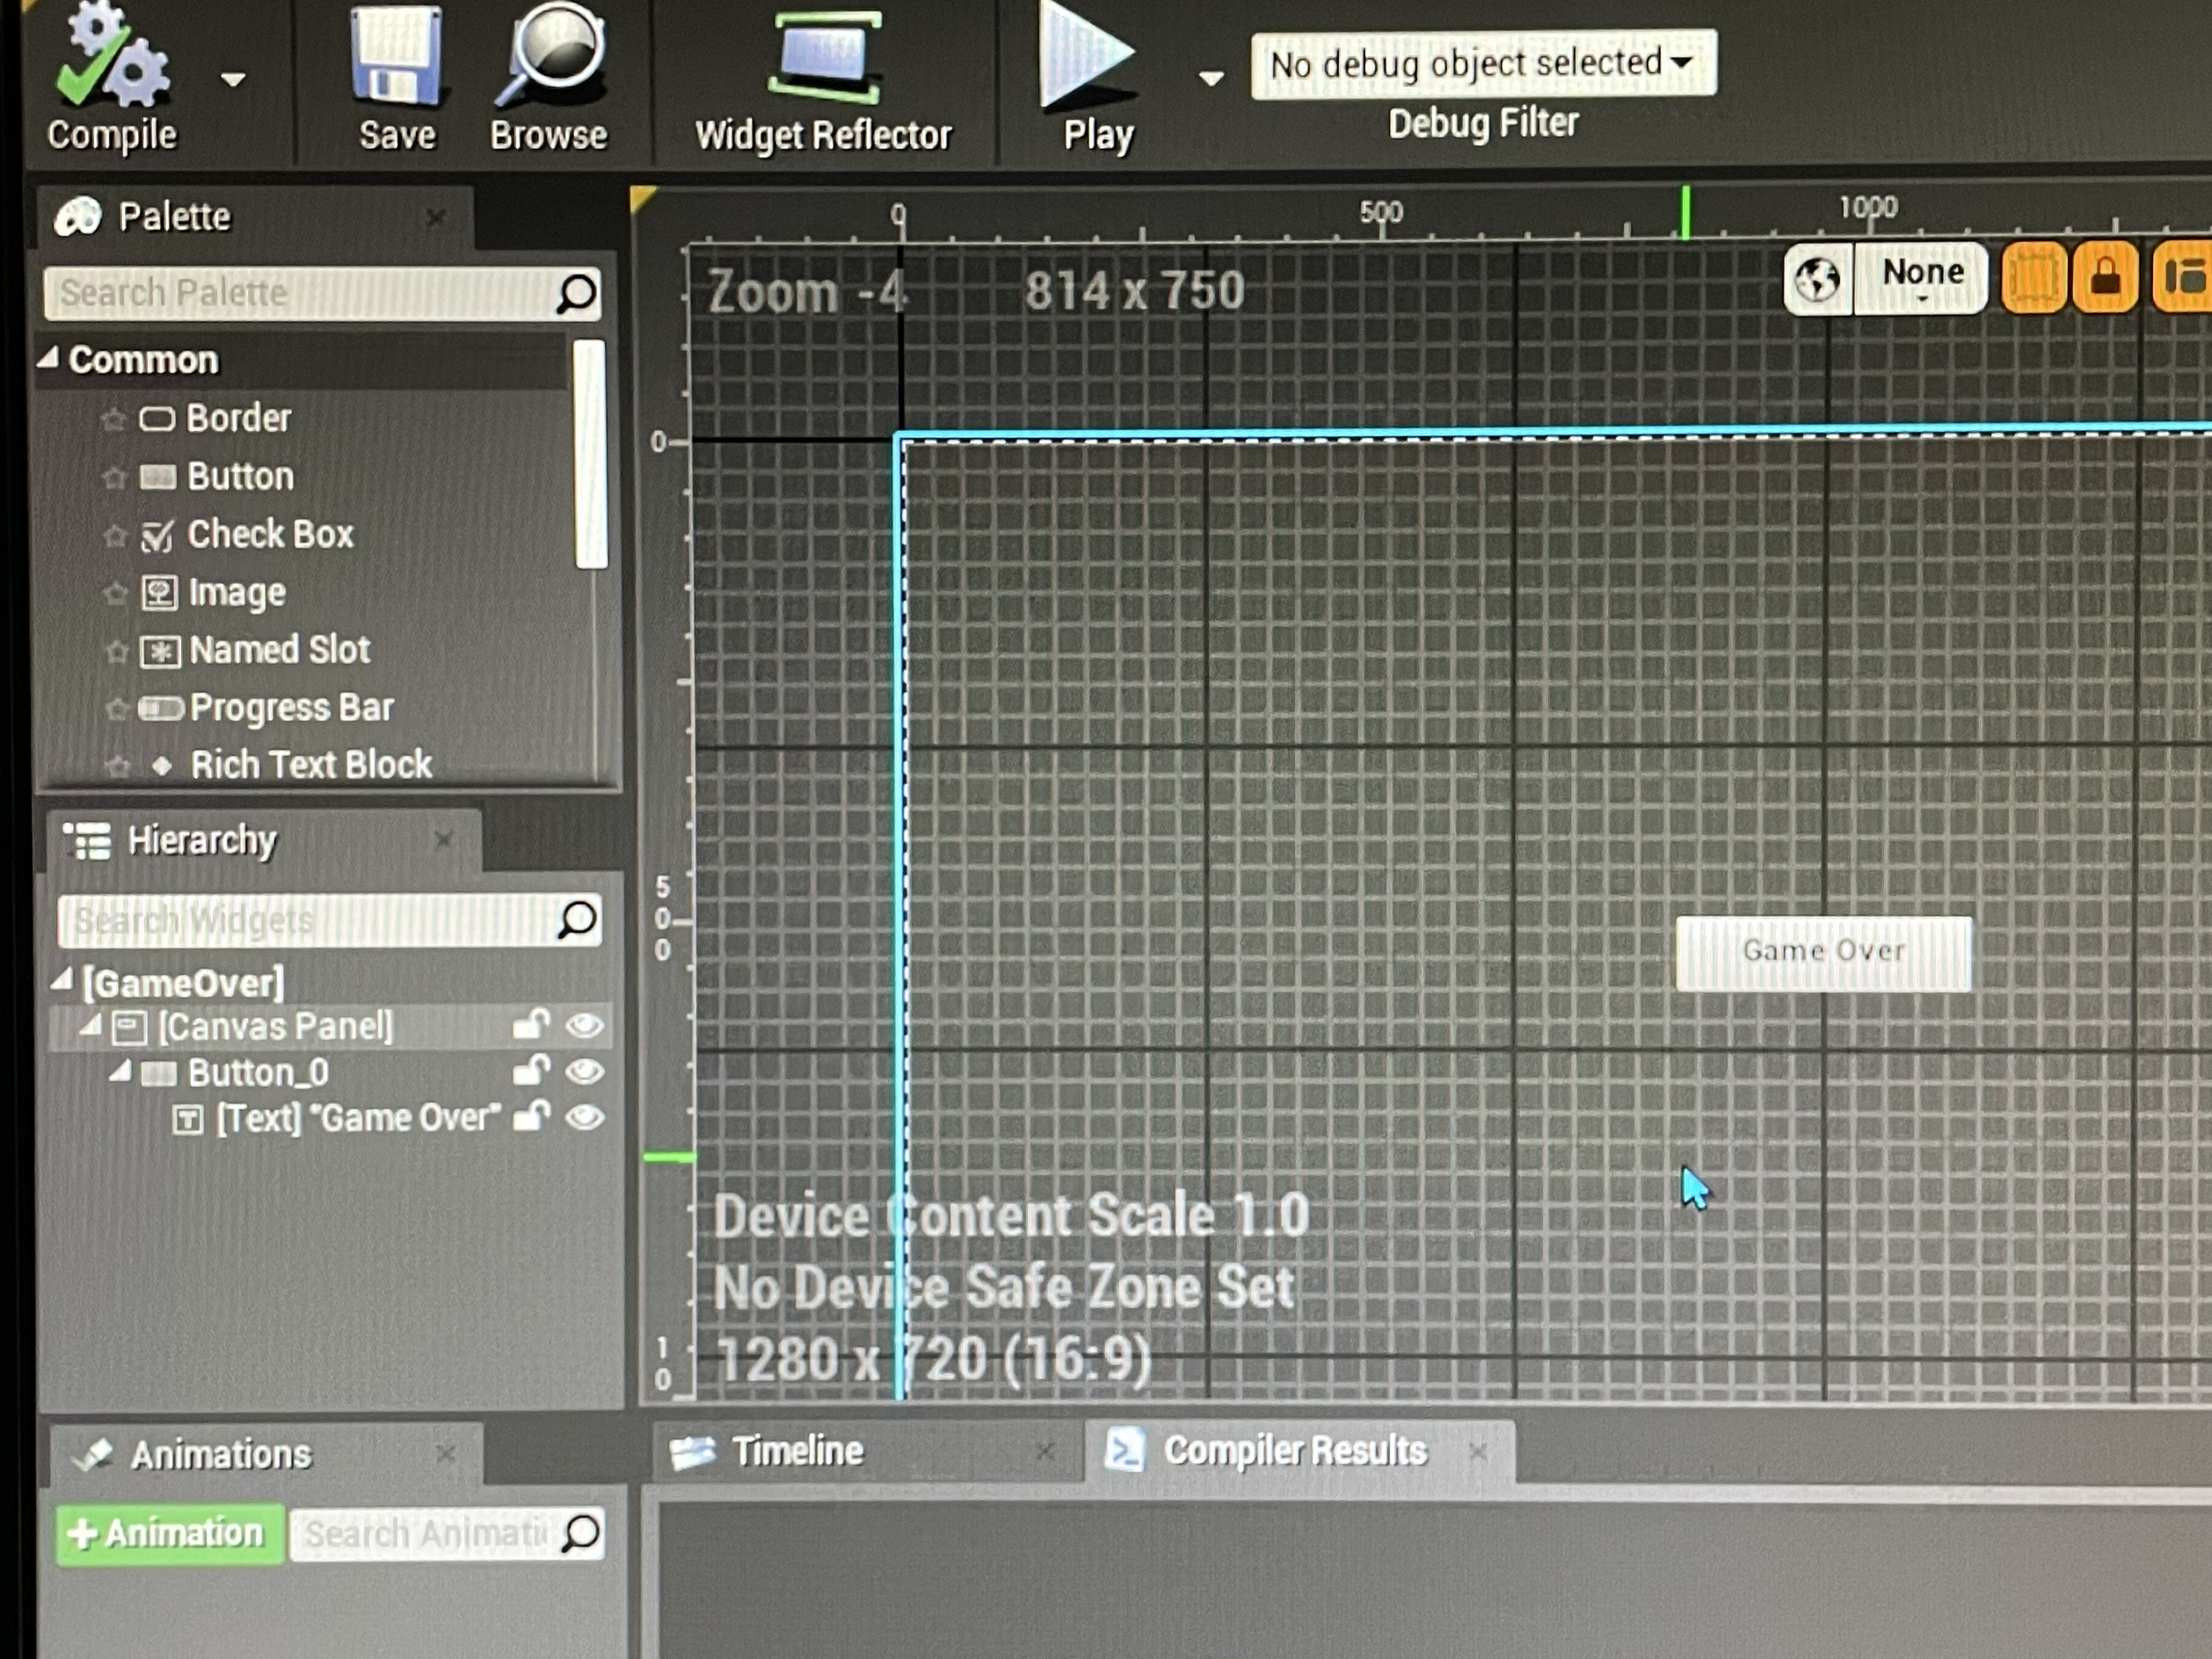 Compile
Save
Browse
Widget Reflector
Play
No debug object selected
Debug Filter
Palette
Search Palette
Common
Border
Button
Check Box
Image
Named Slot
Progress Bar
Rich Text Block
Hierarchy
Search Widgets
[GameOver]
[Canvas Panel]
Button_0
[Text] "Game Over"
Animations
+ Animation
Search Animati
0
500
1000
Zoom -4
814 x 750
None
0
500
10
Game Over
Device Content Scale 1.0
No Device Safe Zone Set
1280 x 720 (16:9)
Timeline
Compiler Results